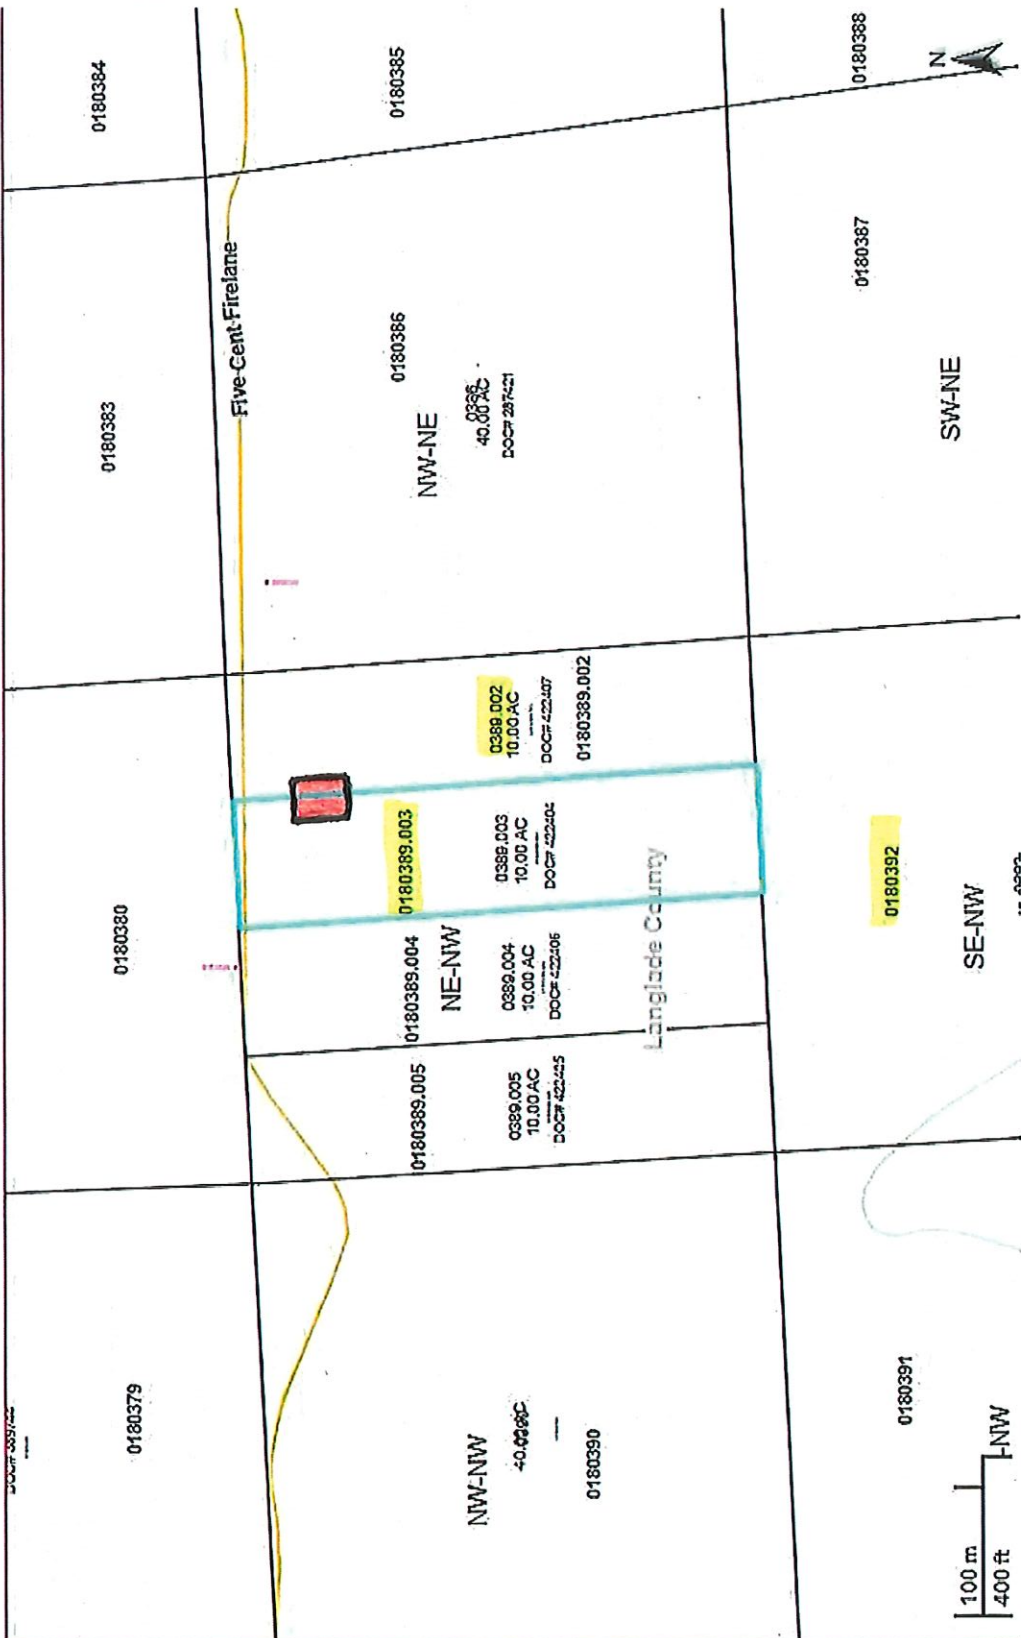 0180384
0180385
0180388
N
0180383
Five-Cent-Firelane
0180386
NW-NE
40.00 AC
DOC# 287421
0180387
SW-NE
0180380
0389.002
10.00 AC
DOC# 422407
0180389.002
0180389.003
0389.003
10.00 AC
DOC# 422404
0180389.004
NE-NW
0389.004
10.00 AC
DOC# 422406
0180389.005
0389.005
10.00 AC
Langlade County
0180392
SE-NW
0180379
NW-NW
0180390
0180391
-NW
100 m
400 ft